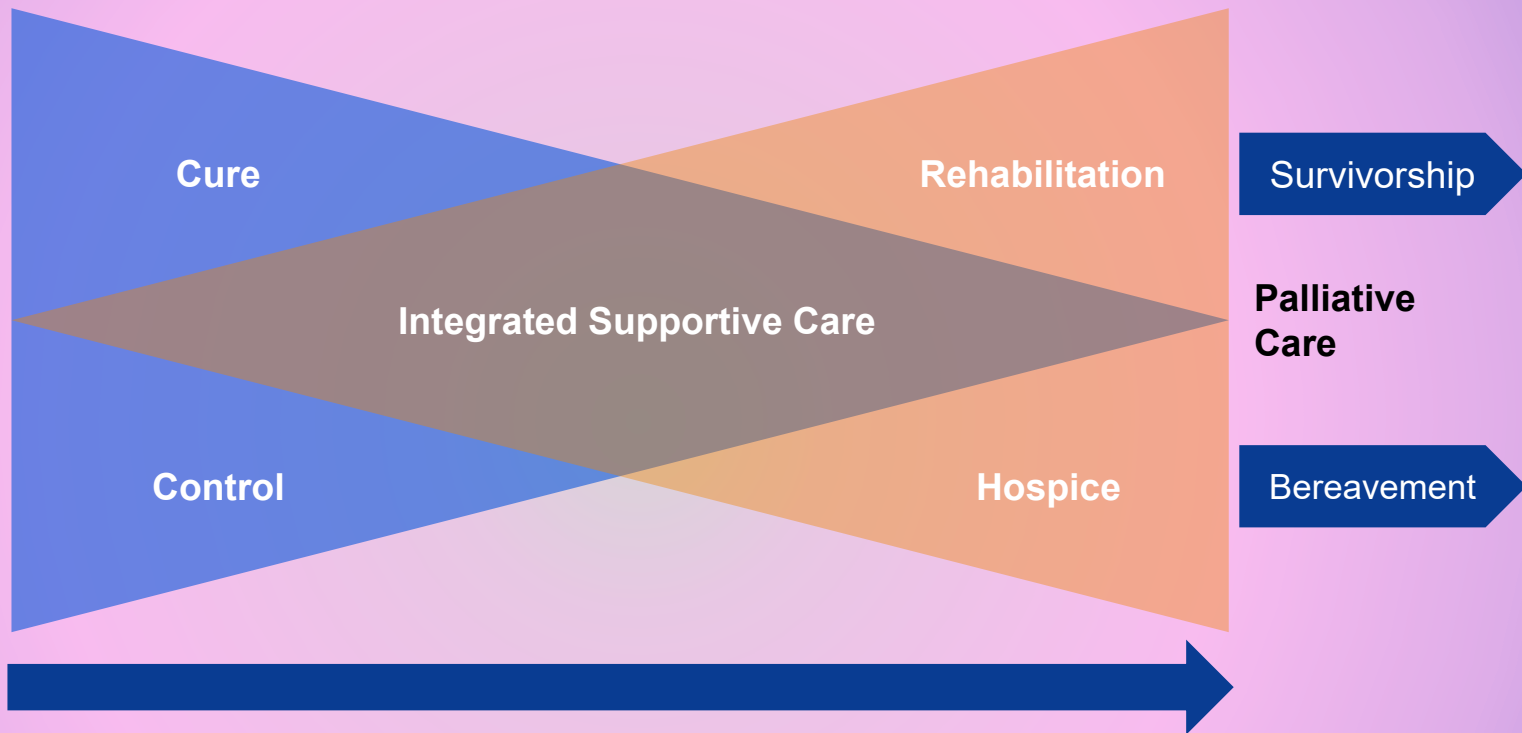 Cure
Rehabilitation
Survivorship
Integrated Supportive Care
Palliative
Care
Control
Hospice
Bereavement